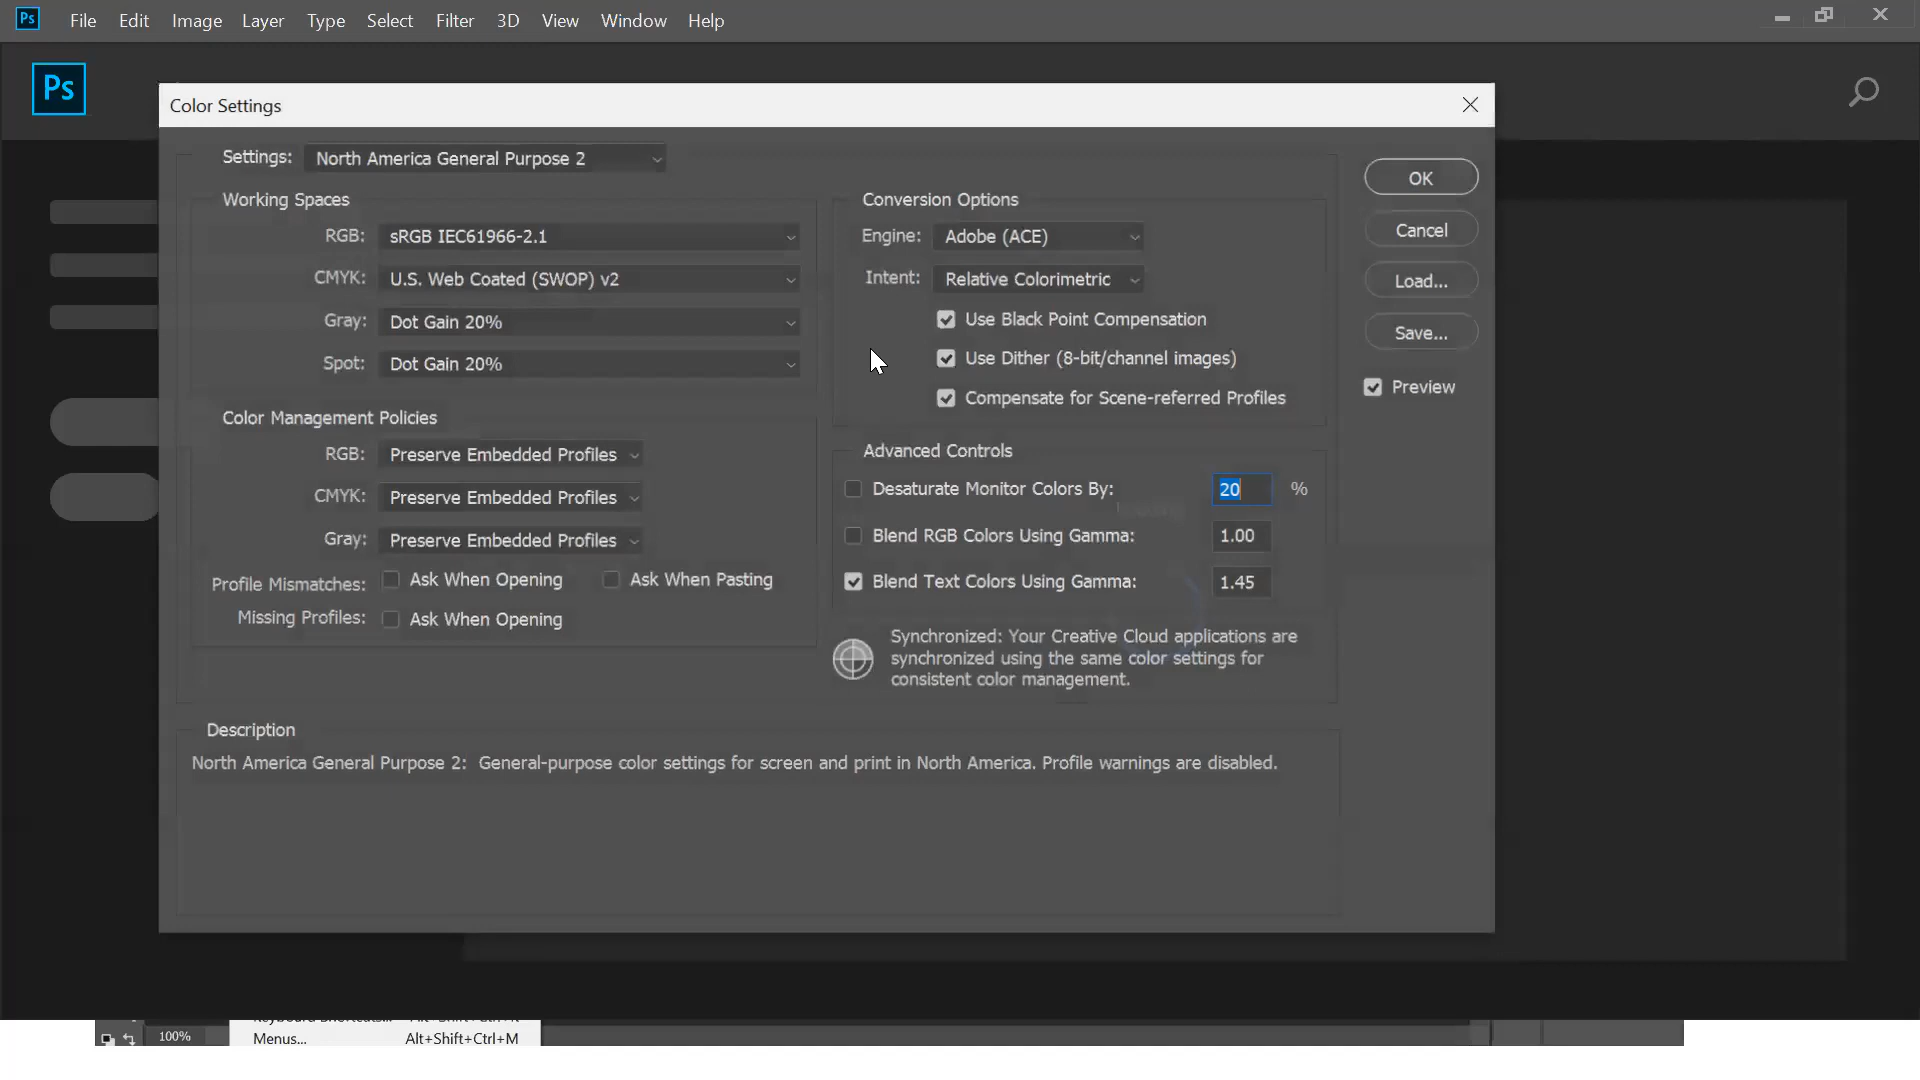 Ps File Edit Image Layer Type Select Filter 3D View Window Help
Ps
Color Settings
Settings: North America General Purpose 2
Working Spaces
RGB: sRGB IEC61966-2.1
CMYK: U.S. Web Coated (SWOP) v2
Gray: Dot Gain 20%
Spot: Dot Gain 20%
Color Management Policies
RGB: Preserve Embedded Profiles
CMYK: Preserve Embedded Profiles
Gray: Preserve Embedded Profiles
Profile Mismatches: Ask When Opening Ask When Pasting
Missing Profiles: Ask When Opening
Conversion Options
Engine: Adobe (ACE)
Intent: Relative Colorimetric
Use Black Point Compensation
Use Dither (8-bit/channel images)
Compensate for Scene-referred Profiles
Advanced Controls
Desaturate Monitor Colors By: 20 %
Blend RGB Colors Using Gamma: 1.00
Blend Text Colors Using Gamma: 1.45
Synchronized: Your Creative Cloud applications are
synchronized using the same color settings for
consistent color management.
OK
Cancel
Load...
Save...
Preview
Description
North America General Purpose 2: General-purpose color settings for screen and print in North America. Profile warnings are disabled.
100%
Menus... Alt+Shift+Ctrl+M